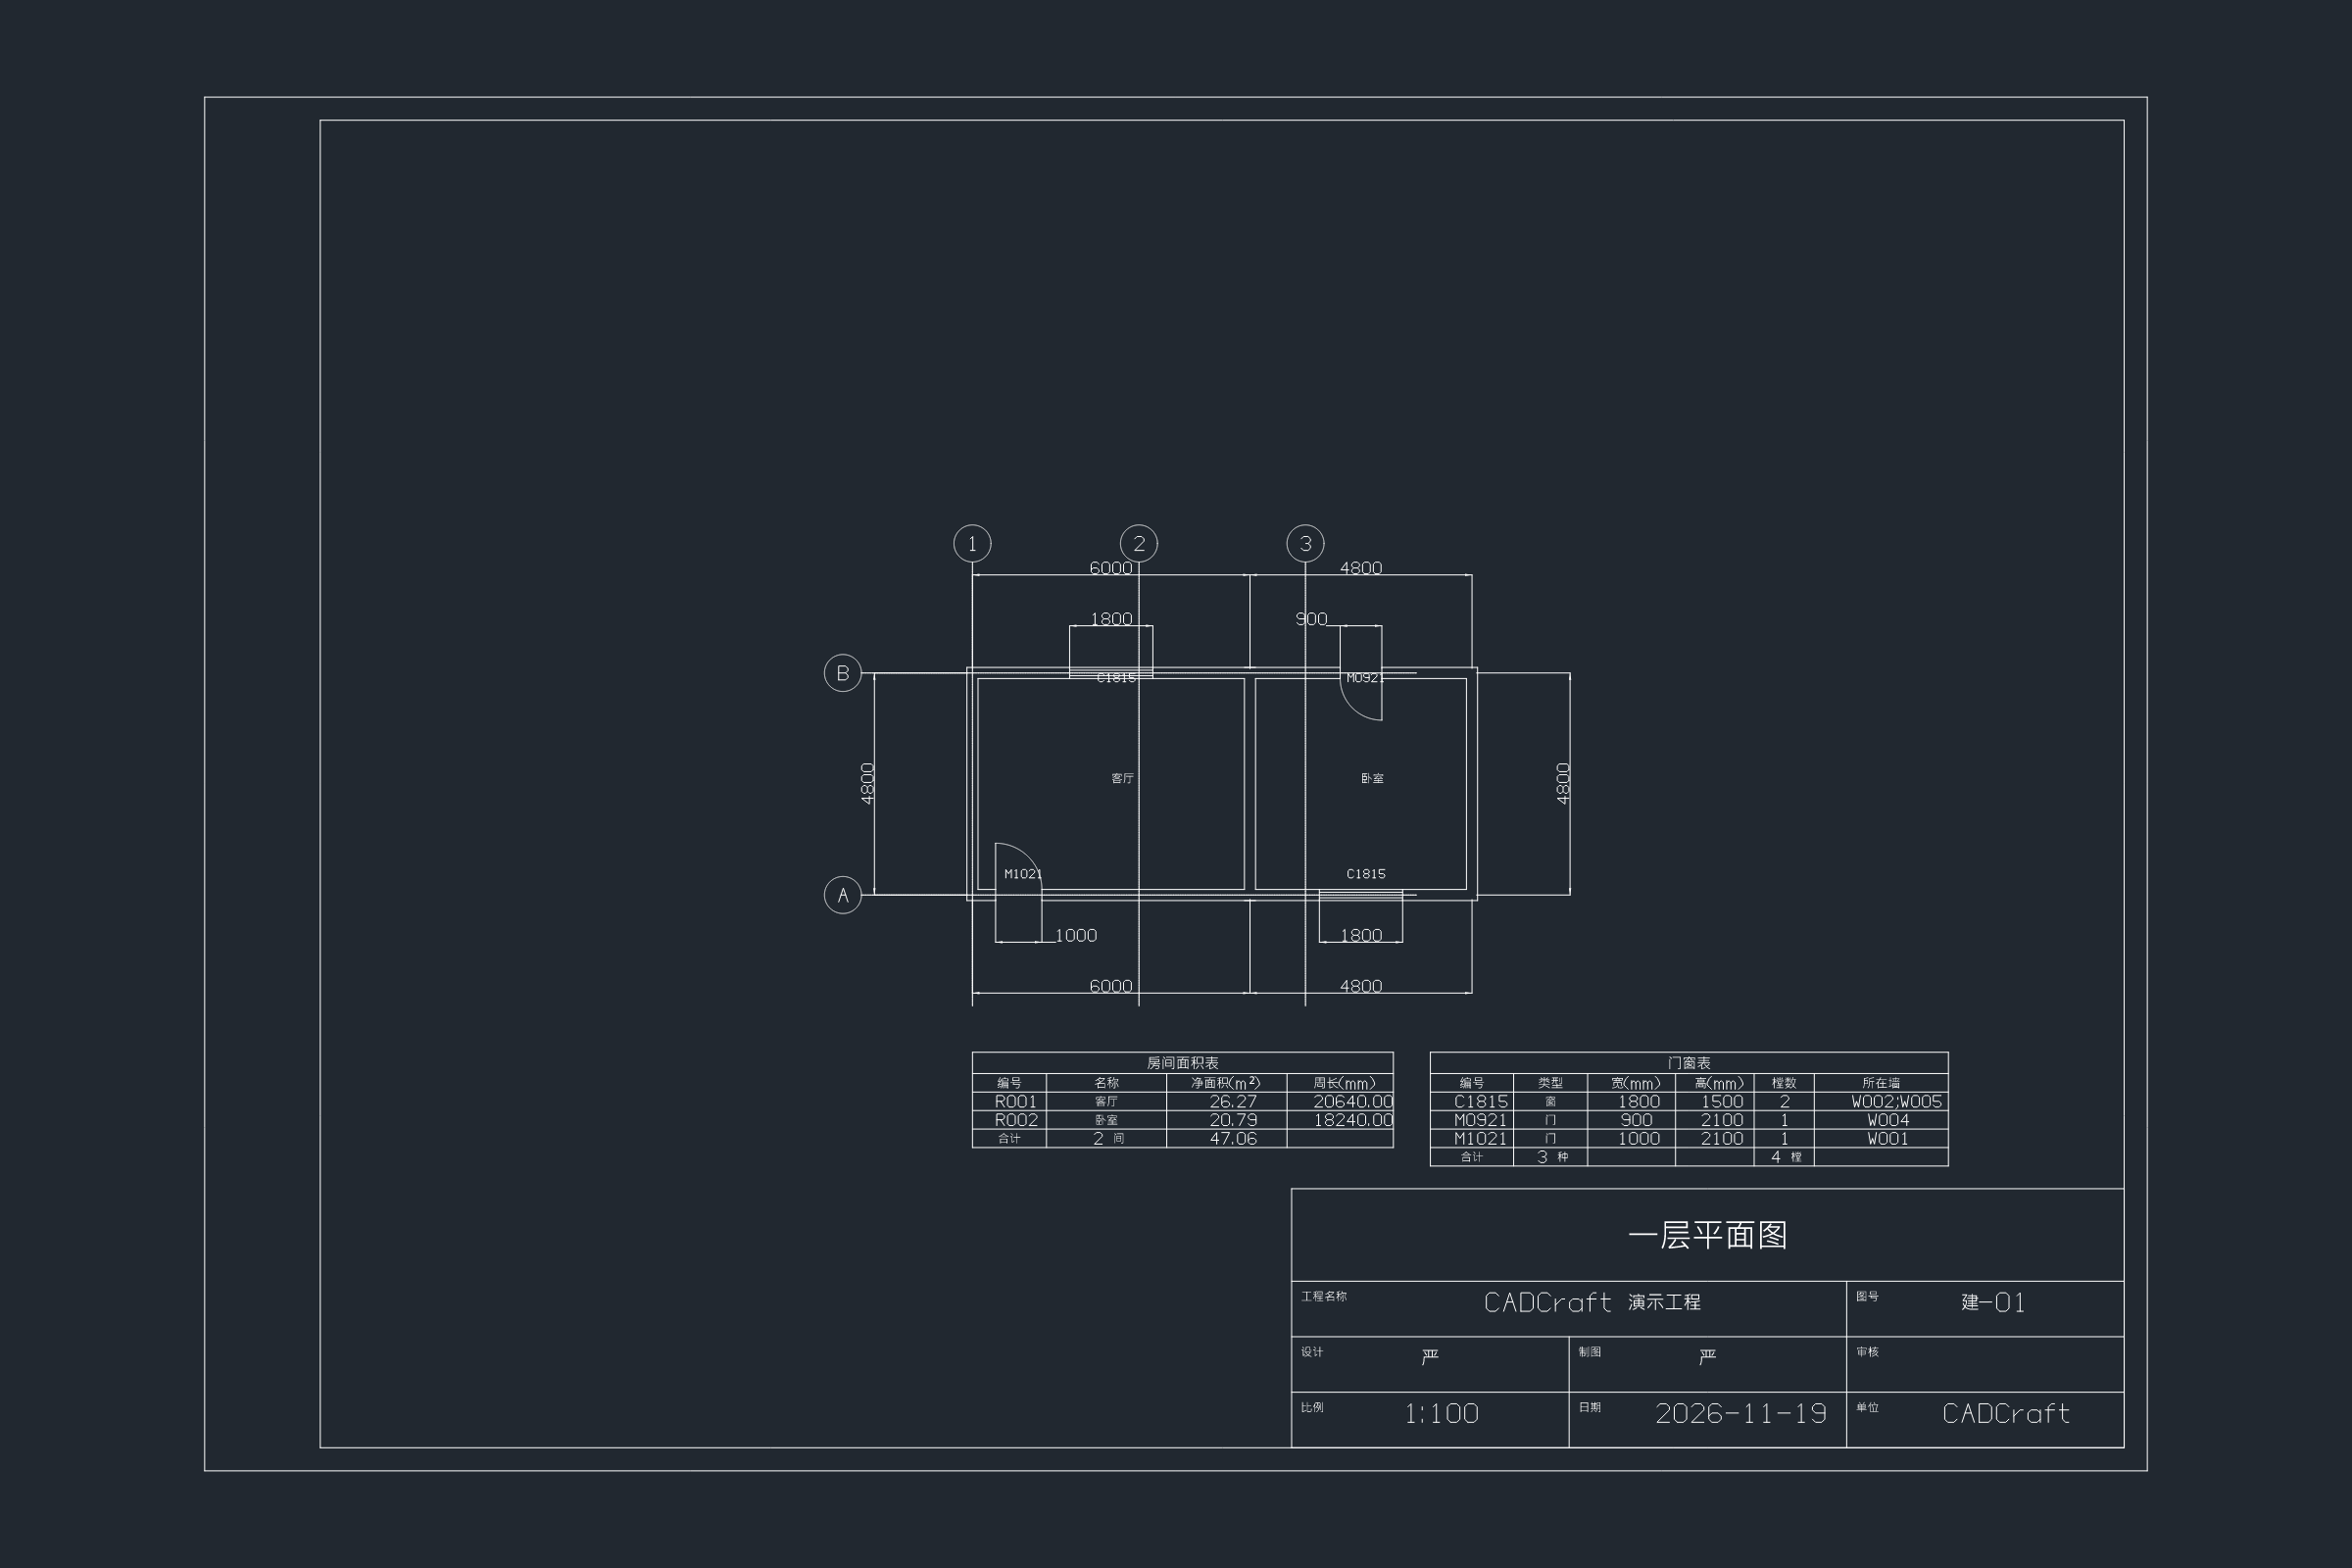 1 2 3
6000 4800
1800 900
B
C1815 M0921
4800 客厅 卧室 4800
M1021 C1815
A
1000 1800
6000 4800
房间面积表
编号 名称 净面积(m²) 周长(mm)
R001 客厅 26.27 20640.00
R002 卧室 20.79 18240.00
合计 2 间 47.06
门窗表
编号 类型 宽(mm) 高(mm) 樘数 所在墙
C1815 窗 1800 1500 2 W002;W005
M0921 门 900 2100 1 W004
M1021 门 1000 2100 1 W001
合计 3 种 4 樘
一层平面图
工程名称 CADCraft 演示工程 图号 建-01
设计 严 制图 严 审核
比例 1:100 日期 2026-11-19 单位 CADCraft